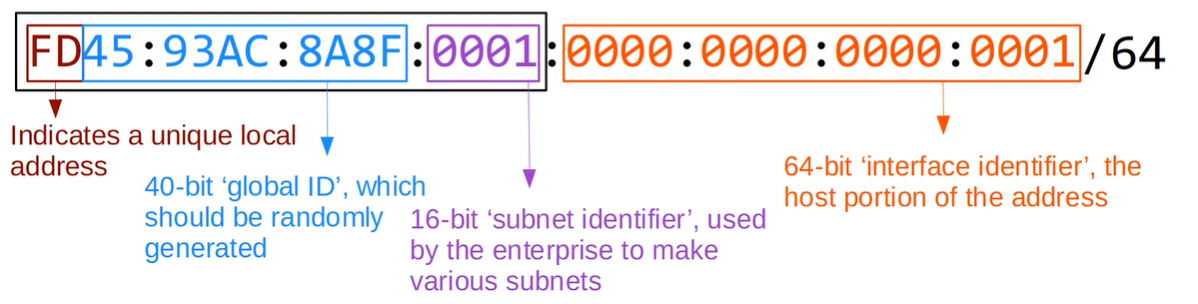 FD45:93AC:8A8F:0001:0000:0000:0000:0001/64
Indicates a unique local
address
40-bit ‘global ID’, which
should be randomly
generated
16-bit ‘subnet identifier’, used
by the enterprise to make
various subnets
64-bit ‘interface identifier’, the
host portion of the address